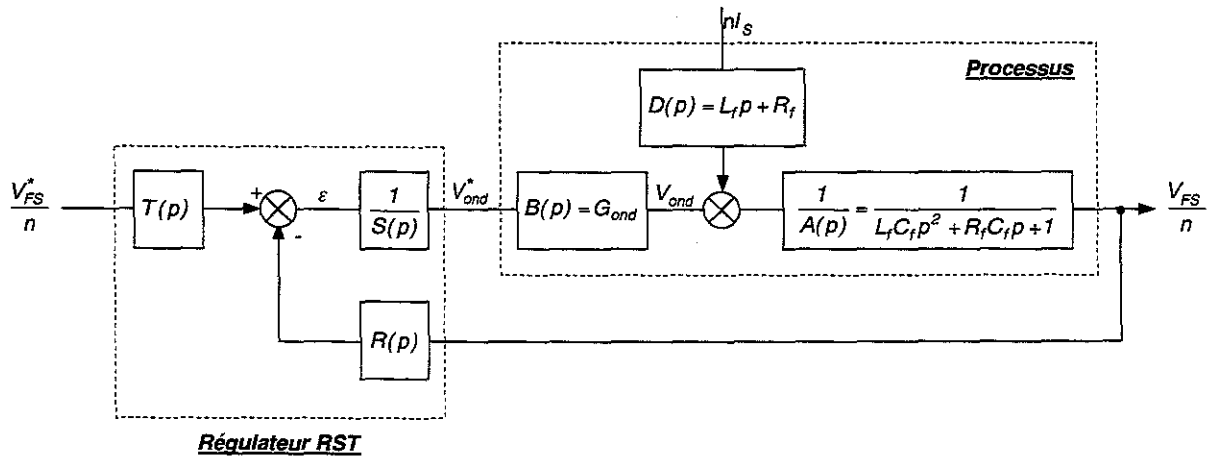 nI_S
Processus
D(p) = L_f p + R_f
V*_FS / n
T(p)
+
-
ε
1 / S(p)
V*_ond
B(p) = G_ond
V_ond
1 / A(p) = 1 / L_f C_f p² + R_f C_f p + 1
V_FS / n
R(p)
Régulateur RST